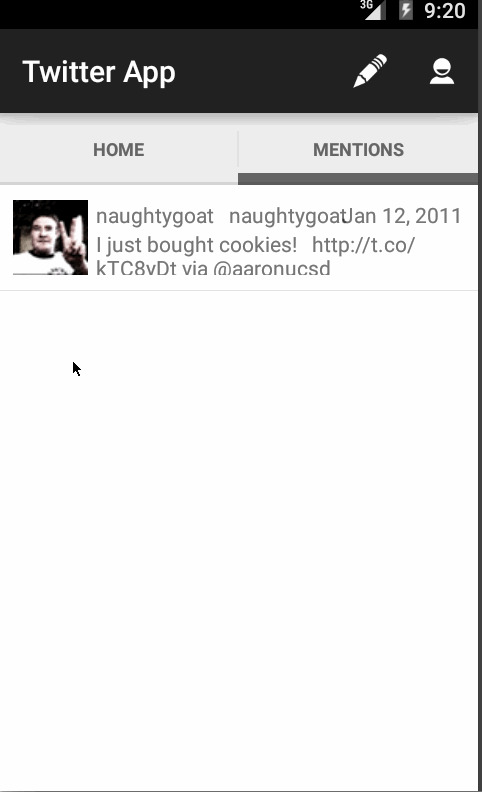 3G 9:20
Twitter App
HOME MENTIONS
naughtygoat naughtygoat Jan 12, 2011
I just bought cookies! http://t.co/
kTC8vDt via @aaronucsd